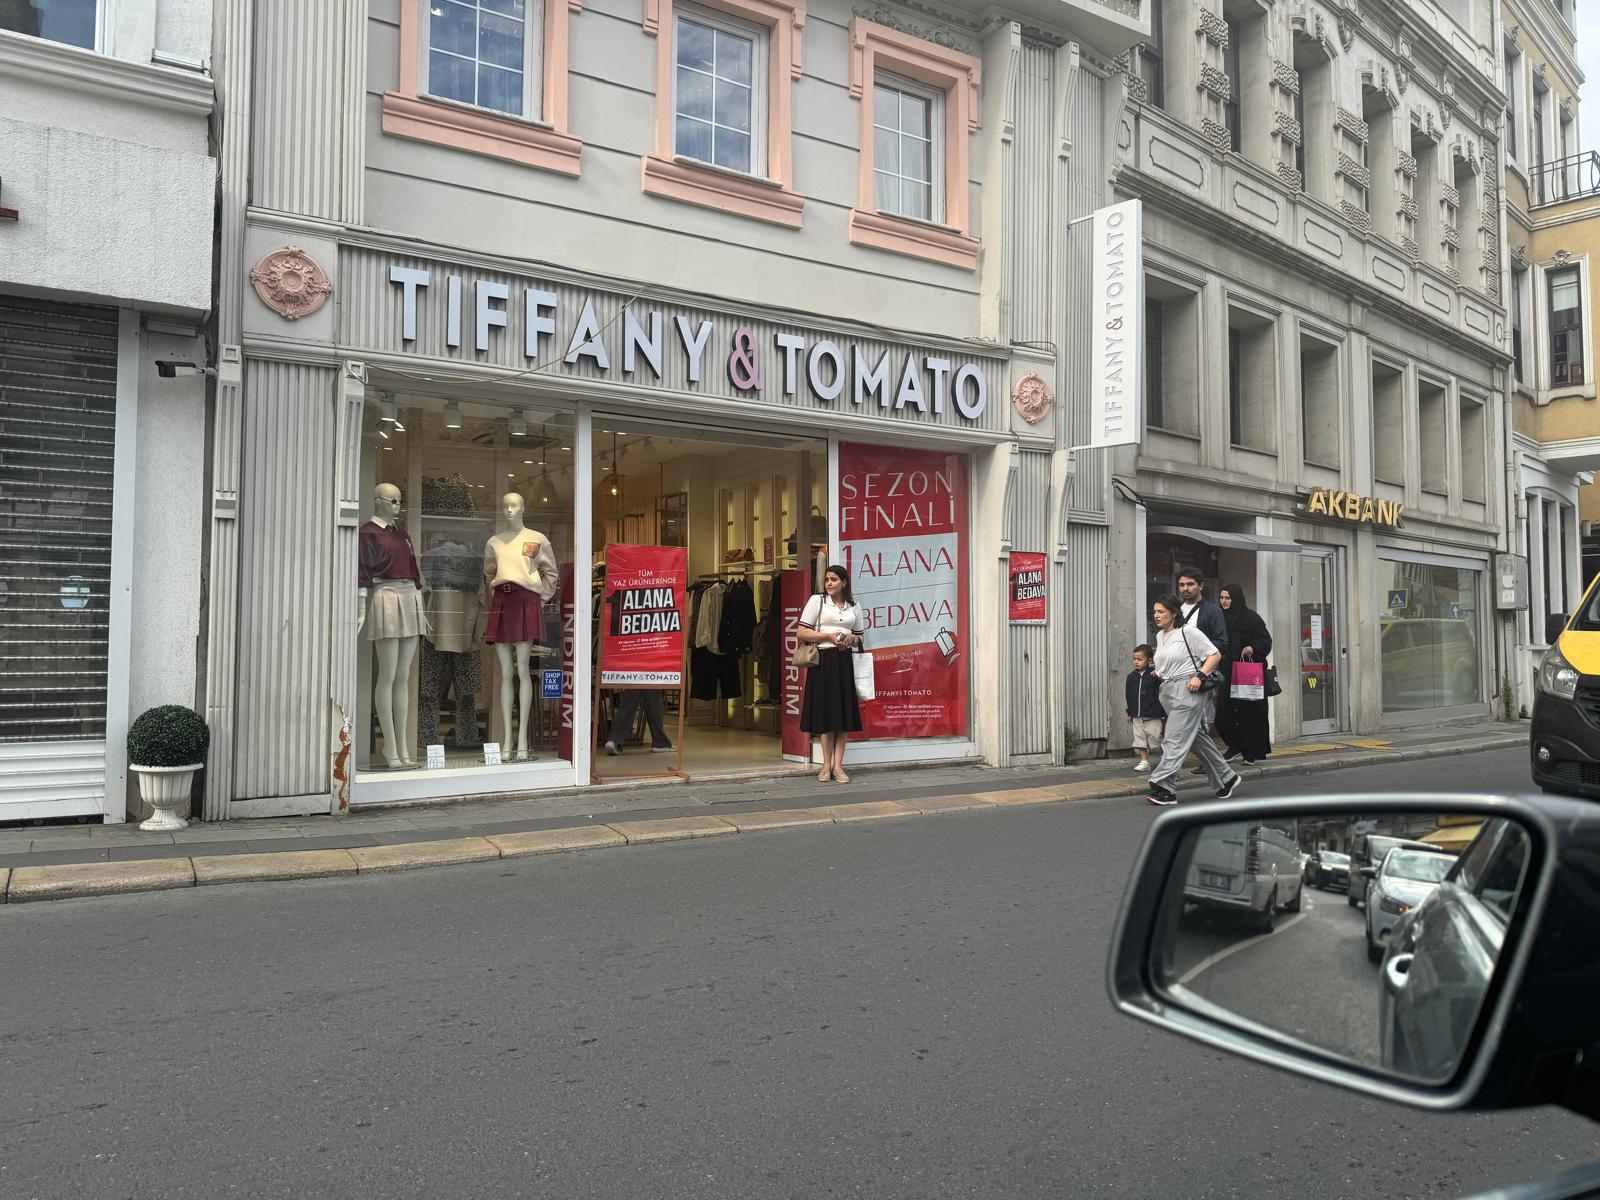 TIFFANY & TOMATO
TIFFANY & TOMATO
AKBANK
SEZON
FİNALİ
1 ALANA
BEDAVA
TIFFANY & TOMATO
TÜM
YAZ ÜRÜNLERİNDE
1 ALANA
BEDAVA
TIFFANY & TOMATO
İNDİRİM
İNDİRİM
SHOP
TAX
FREE
ALANA
BEDAVA